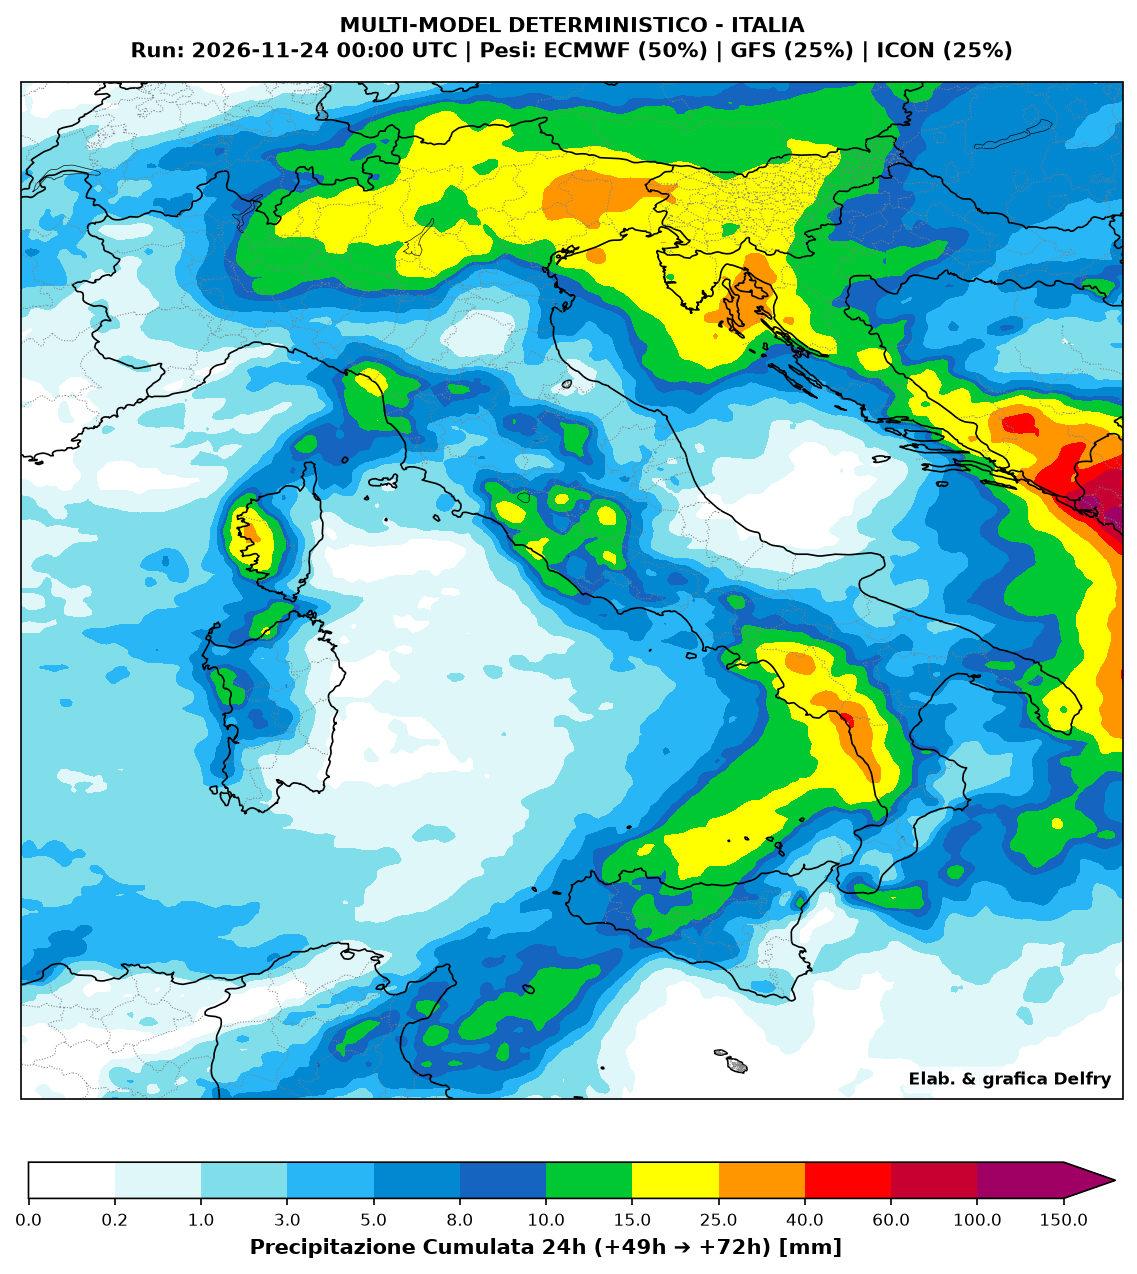 MULTI-MODEL DETERMINISTICO - ITALIA
Run: 2026-11-24 00:00 UTC | Pesi: ECMWF (50%) | GFS (25%) | ICON (25%)
Elab. & grafica Delfry
0.0 0.2 1.0 3.0 5.0 8.0 10.0 15.0 25.0 40.0 60.0 100.0 150.0
Precipitazione Cumulata 24h (+49h → +72h) [mm]